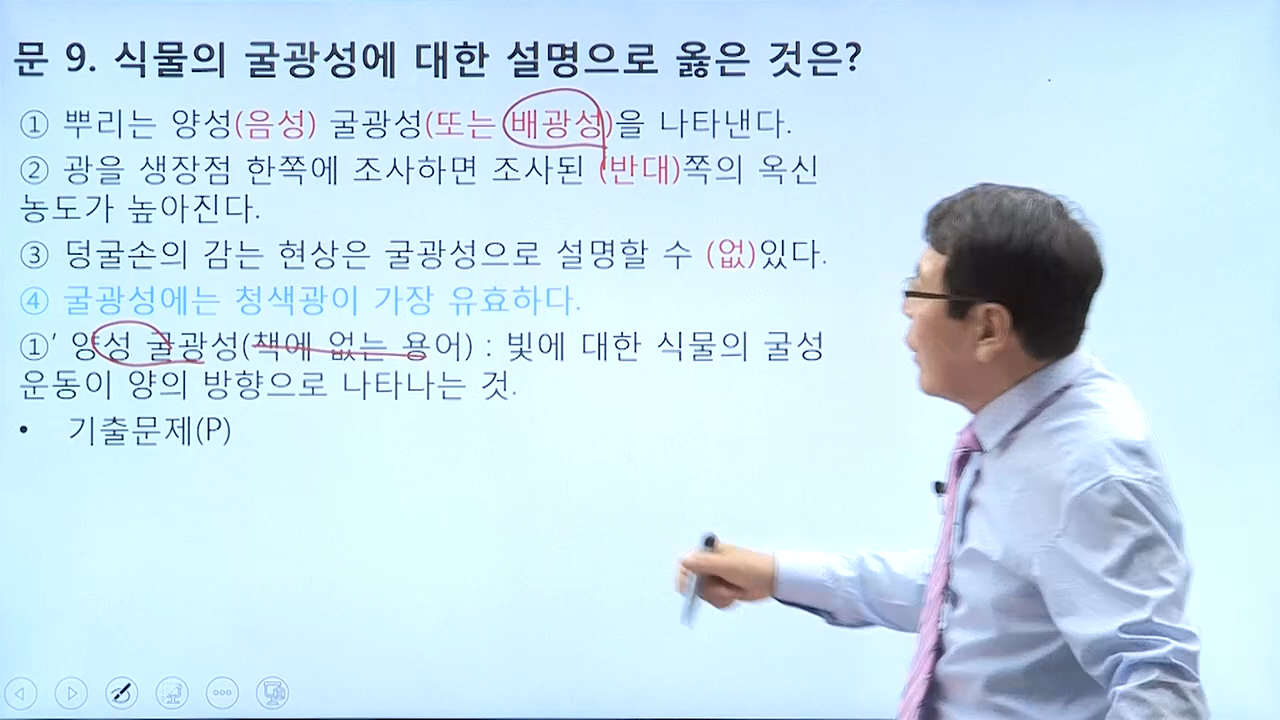 문 9. 식물의 굴광성에 대한 설명으로 옳은 것은?
① 뿌리는 양성(음성) 굴광성(또는 배광성)을 나타낸다.
② 광을 생장점 한쪽에 조사하면 조사된 (반대)쪽의 옥신
농도가 높아진다.
③ 덩굴손의 감는 현상은 굴광성으로 설명할 수 (없)있다.
④ 굴광성에는 청색광이 가장 유효하다.
①′ 양성 굴광성(책에 없는 용어) : 빛에 대한 식물의 굴성
운동이 양의 방향으로 나타나는 것.
• 기출문제(P)